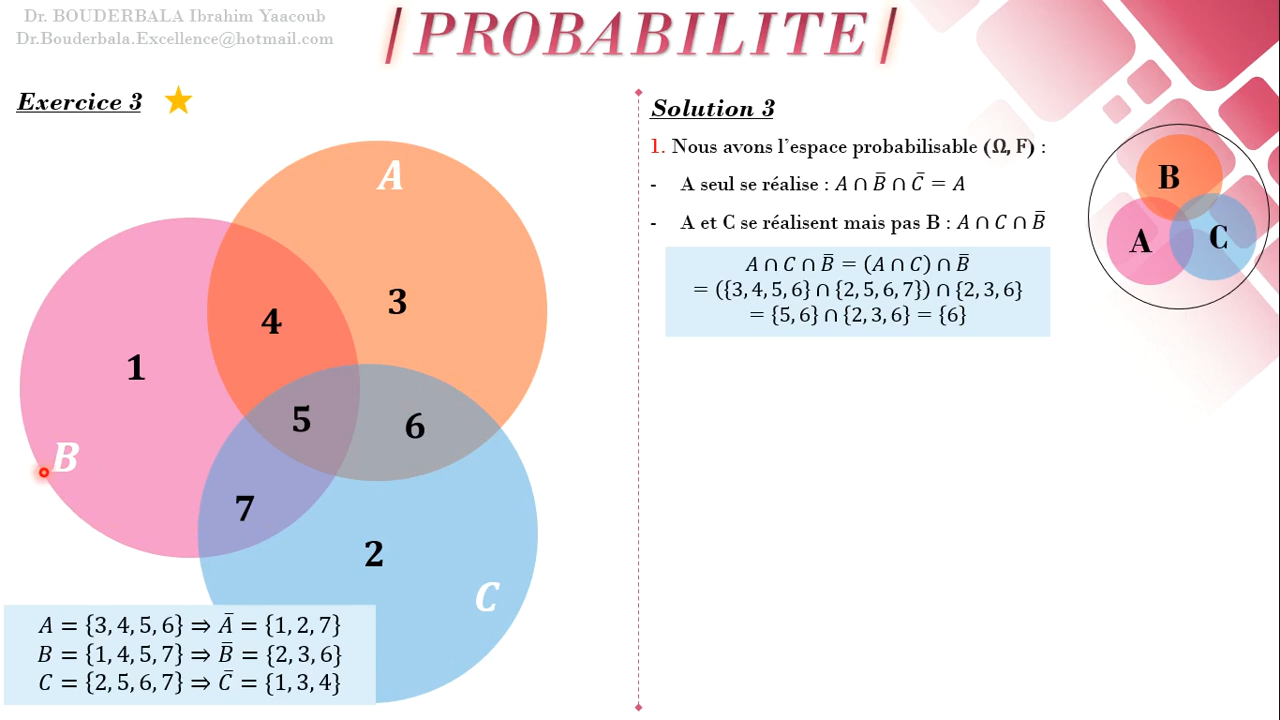 Dr. BOUDERBALA Ibrahim Yaacoub
Dr.Bouderbala.Excellence@hotmail.com
| PROBABILITE |
Exercice 3
A
3
4
1
5
6
B
7
2
C
A = {3, 4, 5, 6} ⇒ A̅ = {1, 2, 7}
B = {1, 4, 5, 7} ⇒ B̅ = {2, 3, 6}
C = {2, 5, 6, 7} ⇒ C̅ = {1, 3, 4}
Solution 3
1. Nous avons l'espace probabilisable (Ω, F) :
- A seul se réalise : A ∩ B̅ ∩ C̅ = A
- A et C se réalisent mais pas B : A ∩ C ∩ B̅
A ∩ C ∩ B̅ = (A ∩ C) ∩ B̅
= ({3, 4, 5, 6} ∩ {2, 5, 6, 7}) ∩ {2, 3, 6}
= {5, 6} ∩ {2, 3, 6} = {6}
B
A
C